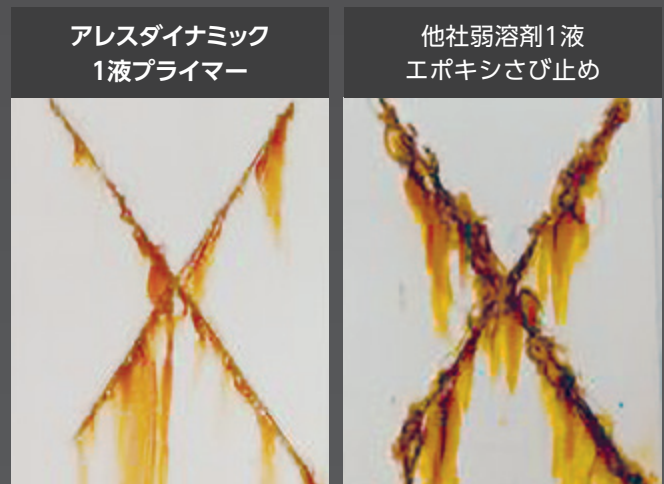 アレスダイナミック
1液プライマー
他社弱溶剤1液
エポキシさび止め